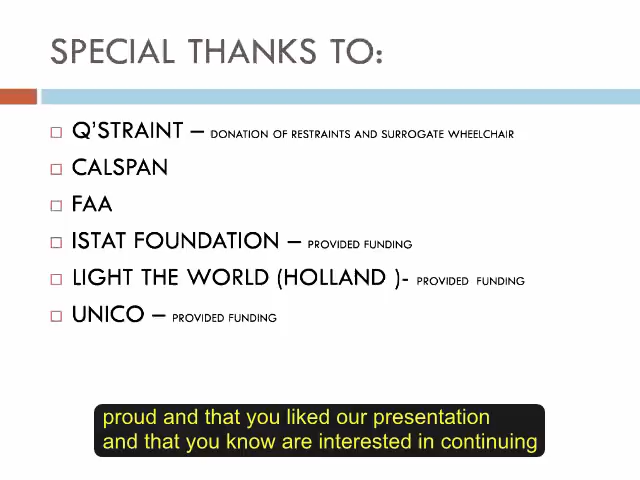 SPECIAL THANKS TO:
Q'STRAINT – DONATION OF RESTRAINTS AND SURROGATE WHEELCHAIR
CALSPAN
FAA
ISTAT FOUNDATION – PROVIDED FUNDING
LIGHT THE WORLD (HOLLAND )- PROVIDED FUNDING
UNICO – PROVIDED FUNDING
proud and that you liked our presentation
and that you know are interested in continuing